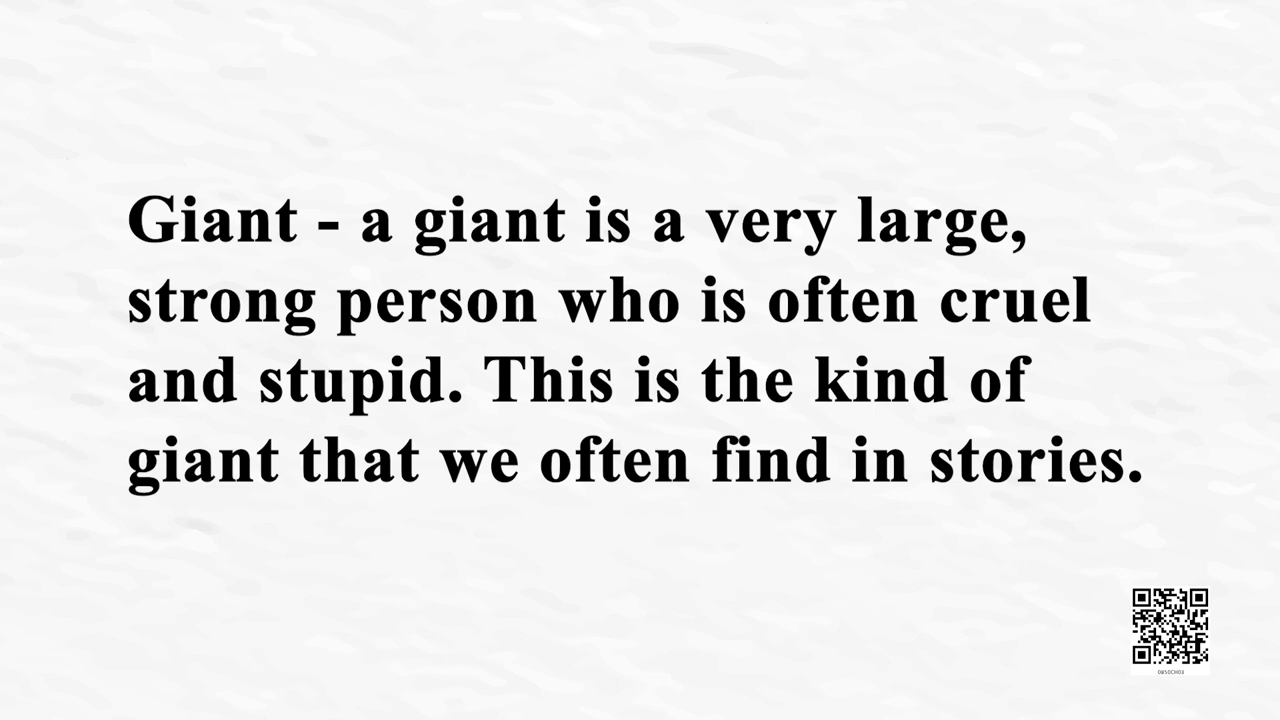 Giant - a giant is a very large,
strong person who is often cruel
and stupid. This is the kind of
giant that we often find in stories.